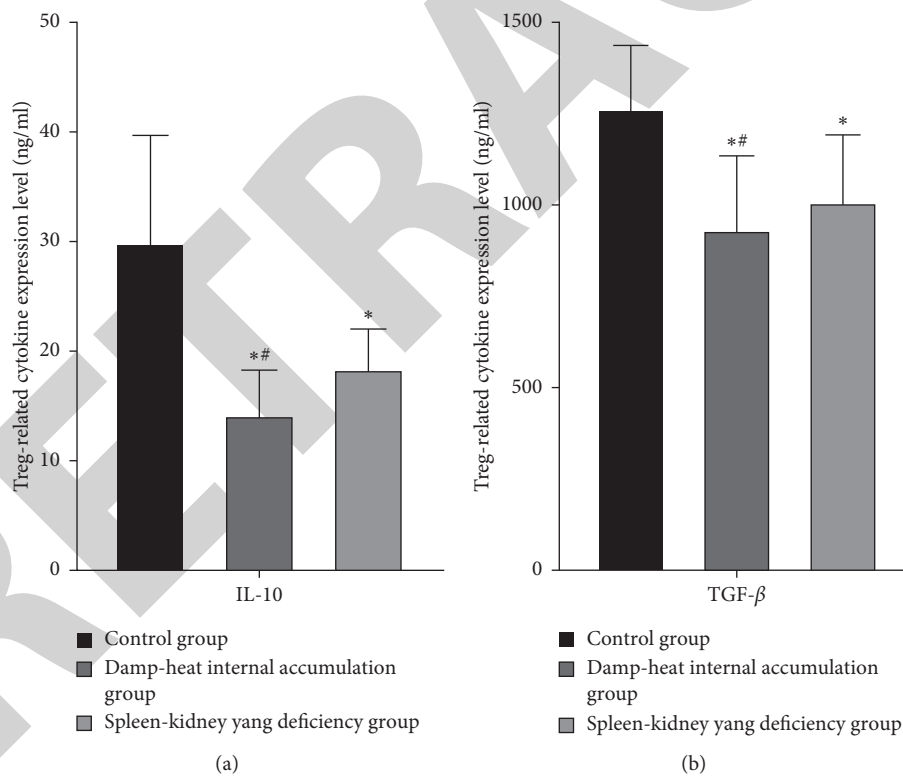 Treg-related cytokine expression level (ng/ml)
50
40
30
20
10
0
*#
*
IL-10
Control group
Damp-heat internal accumulation
group
Spleen-kidney yang deficiency group
(a)
Treg-related cytokine expression level (ng/ml)
1500
1000
500
0
*#
*
TGF-β
Control group
Damp-heat internal accumulation
group
Spleen-kidney yang deficiency group
(b)